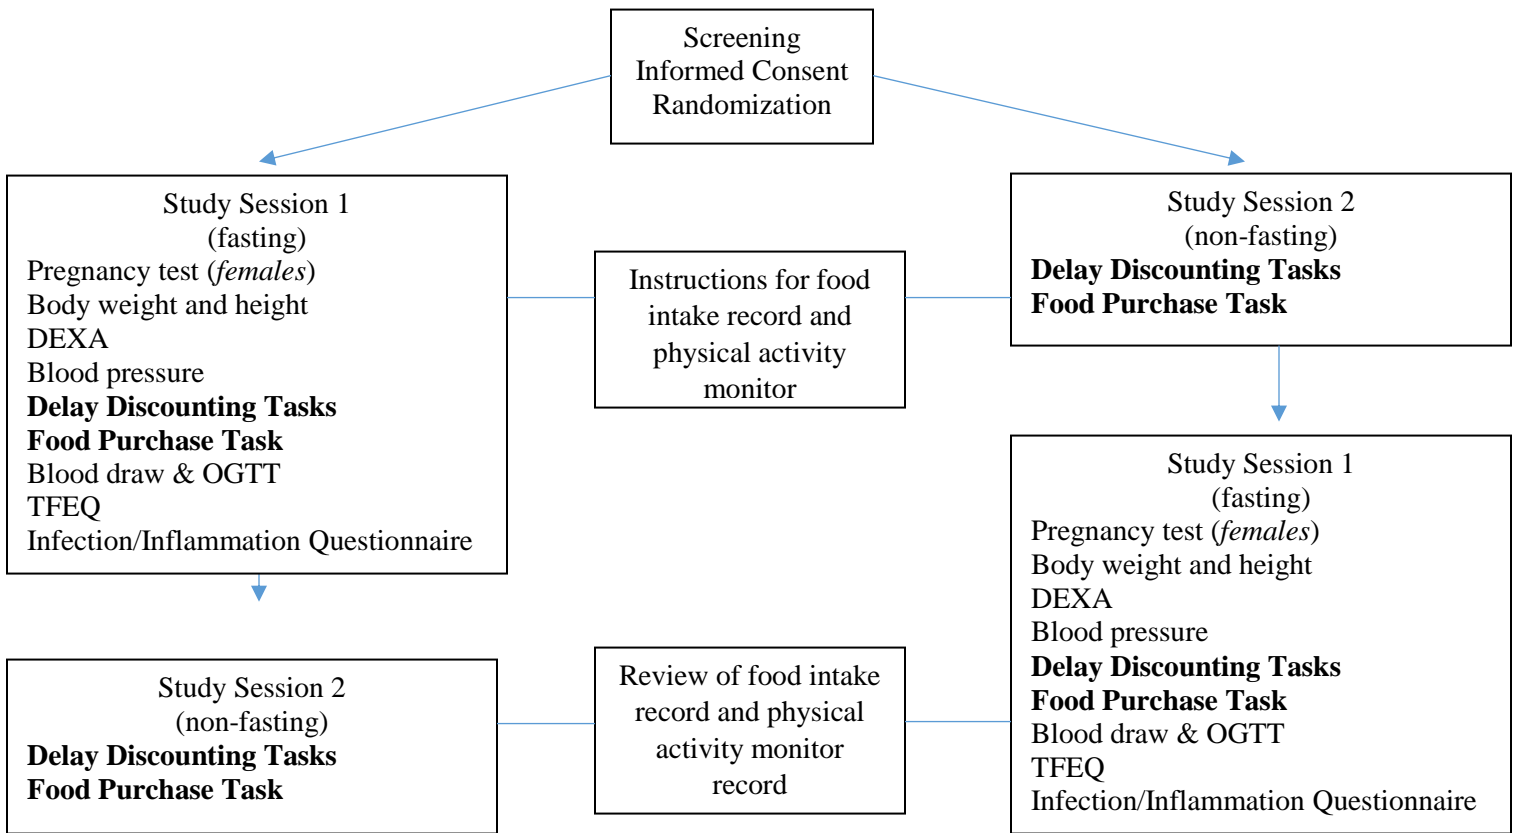 Screening
Informed Consent
Randomization
Study Session 1
(fasting)
Pregnancy test (females)
Body weight and height
DEXA
Blood pressure
Delay Discounting Tasks
Food Purchase Task
Blood draw & OGTT
TFEQ
Infection/Inflammation Questionnaire
Instructions for food
intake record and
physical activity
monitor
Study Session 2
(non-fasting)
Delay Discounting Tasks
Food Purchase Task
Study Session 2
(non-fasting)
Delay Discounting Tasks
Food Purchase Task
Review of food intake
record and physical
activity monitor
record
Study Session 1
(fasting)
Pregnancy test (females)
Body weight and height
DEXA
Blood pressure
Delay Discounting Tasks
Food Purchase Task
Blood draw & OGTT
TFEQ
Infection/Inflammation Questionnaire